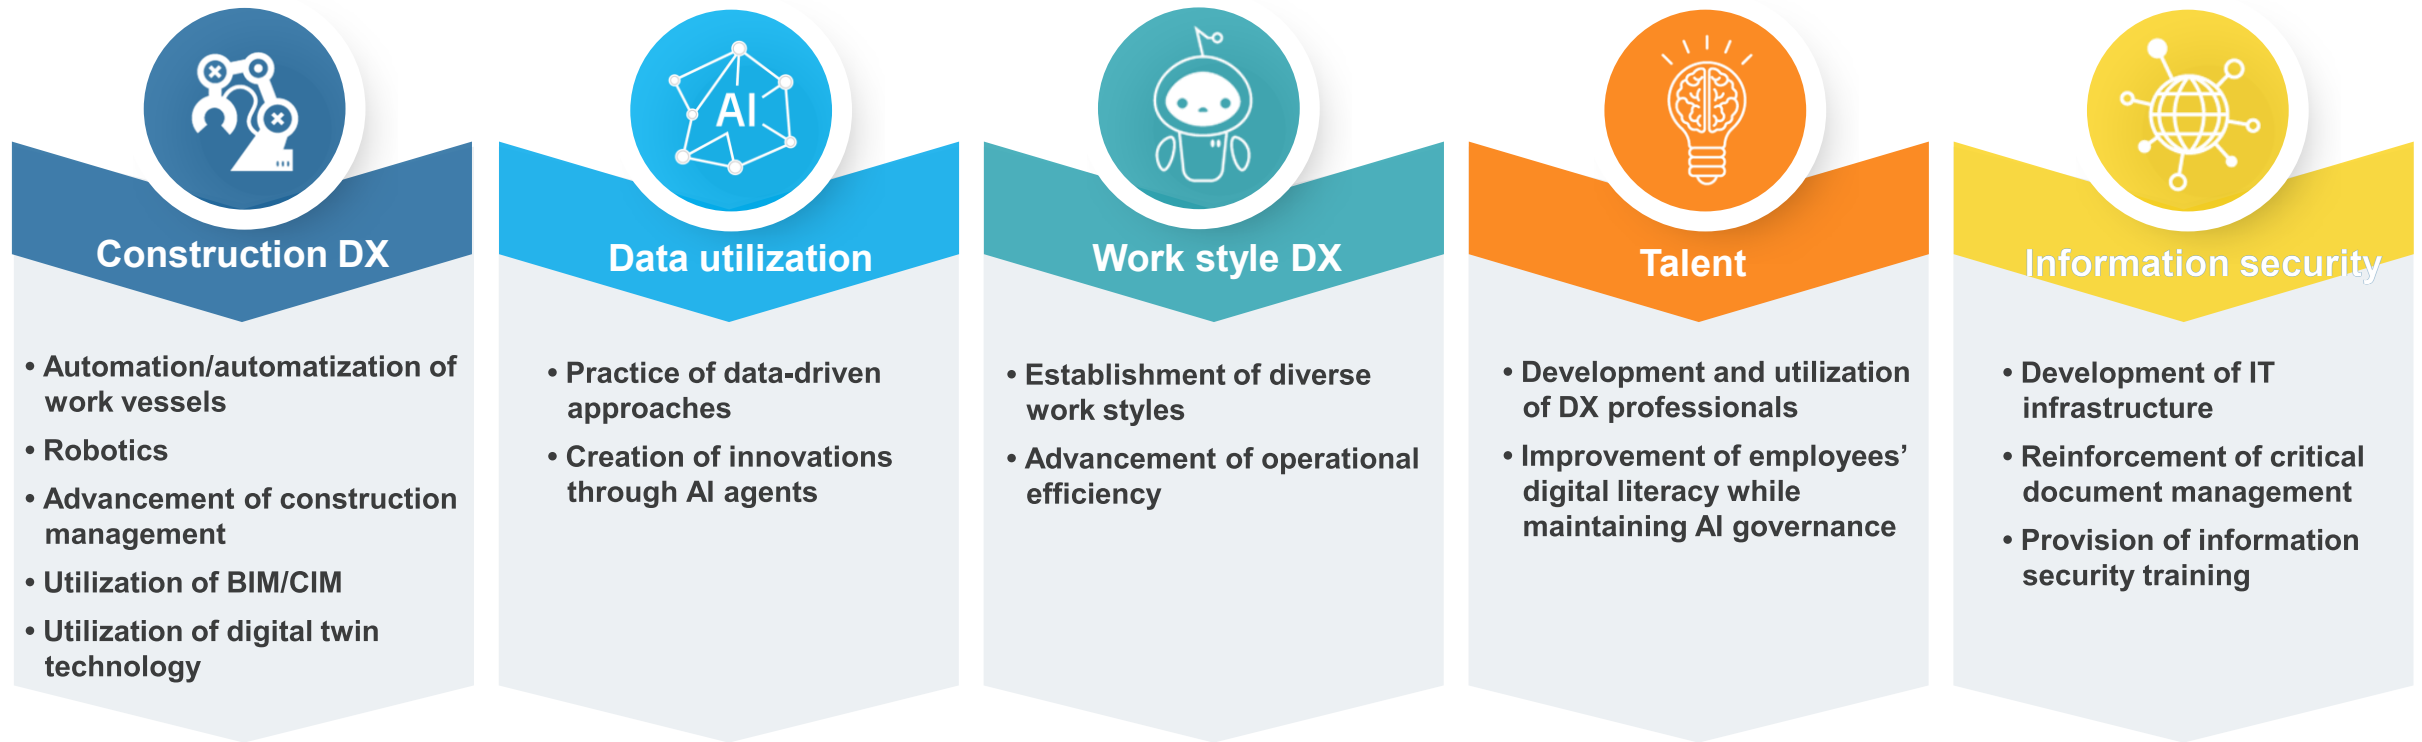 AI
Construction DX
• Automation/automatization of
work vessels
• Robotics
• Advancement of construction
management
• Utilization of BIM/CIM
• Utilization of digital twin
technology
Data utilization
• Practice of data-driven
approaches
• Creation of innovations
through AI agents
Work style DX
• Establishment of diverse
work styles
• Advancement of operational
efficiency
Talent
• Development and utilization
of DX professionals
• Improvement of employees’
digital literacy while
maintaining AI governance
Information security
• Development of IT
infrastructure
• Reinforcement of critical
document management
• Provision of information
security training